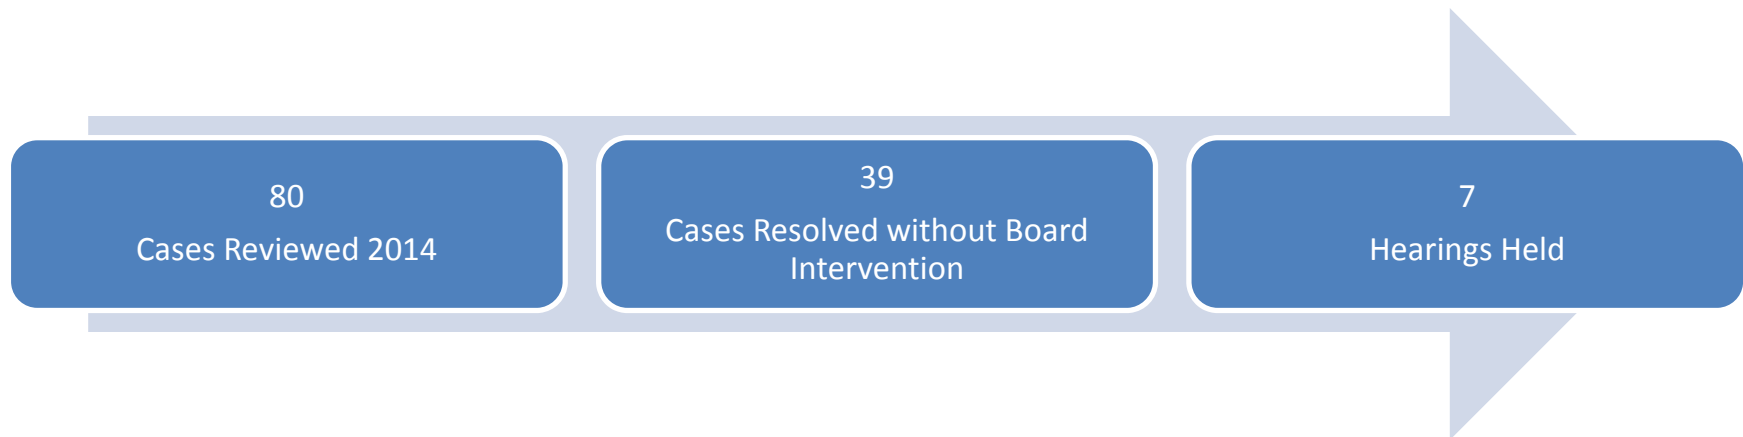 80
Cases Reviewed 2014
39
Cases Resolved without Board
Intervention
7
Hearings Held